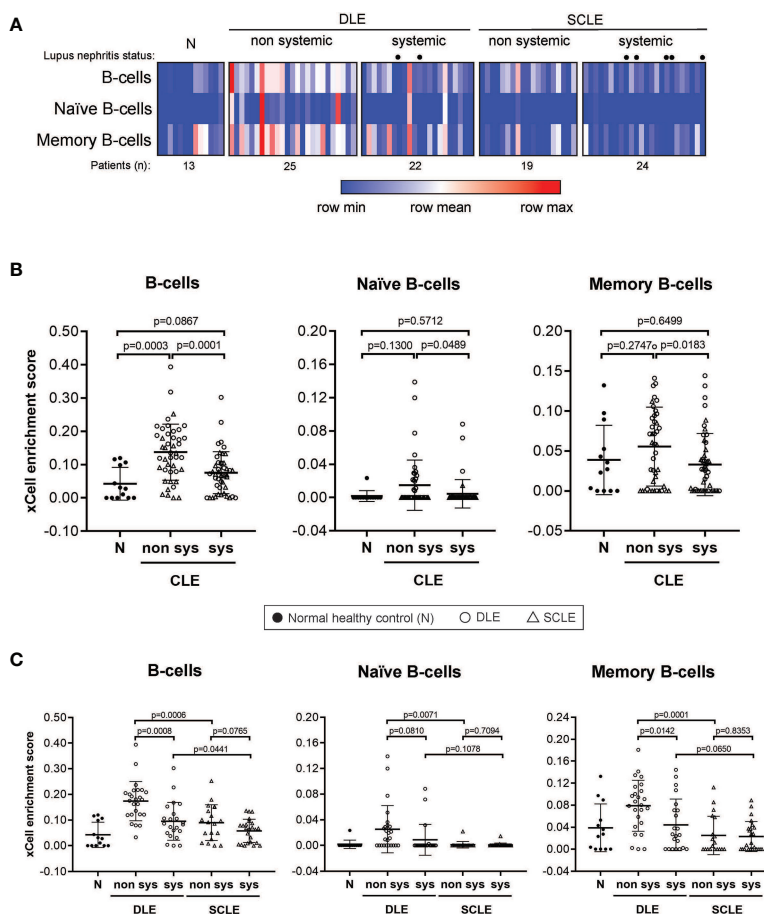 A
DLE
SCLE
N
non systemic
systemic
non systemic
systemic
Lupus nephritis status:
B-cells
Naïve B-cells
Memory B-cells
Patients (n):
13
25
22
19
24
row min
row mean
row max
B
B-cells
Naïve B-cells
Memory B-cells
xCell enrichment score
0.50
0.40
0.30
0.20
0.10
0.00
-0.10
p=0.0867
p=0.0003
p=0.0001
N
non sys
sys
CLE
0.20
0.16
0.12
0.08
0.04
0.00
-0.04
p=0.5712
p=0.1300
p=0.0489
N
non sys
sys
CLE
0.20
0.15
0.10
0.05
0.00
-0.05
p=0.6499
p=0.2747
p=0.0183
N
non sys
sys
CLE
Normal healthy control (N)
DLE
SCLE
C
B-cells
Naïve B-cells
Memory B-cells
xCell enrichment score
0.50
0.40
0.30
0.20
0.10
0.00
-0.10
p=0.0006
p=0.0008
p=0.0765
p=0.0441
N
non sys
sys
non sys
sys
DLE
SCLE
0.20
0.16
0.12
0.08
0.04
0.00
-0.04
p=0.0071
p=0.0810
p=0.7094
p=0.1078
N
non sys
sys
non sys
sys
DLE
SCLE
0.24
0.20
0.16
0.12
0.08
0.04
0.00
-0.04
p=0.0001
p=0.0142
p=0.8353
p=0.0650
N
non sys
sys
non sys
sys
DLE
SCLE